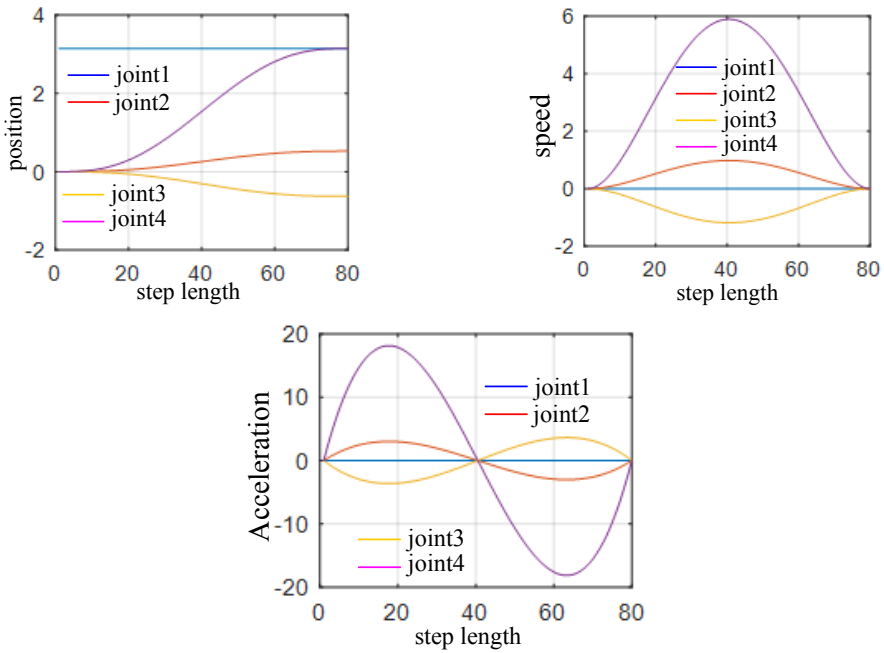 4
2
0
-2
position
joint1
joint2
joint3
joint4
0 20 40 60 80
step length
6
4
2
0
-2
speed
joint1
joint2
joint3
joint4
0 20 40 60 80
step length
20
10
0
-10
-20
Acceleration
joint1
joint2
joint3
joint4
0 20 40 60 80
step length